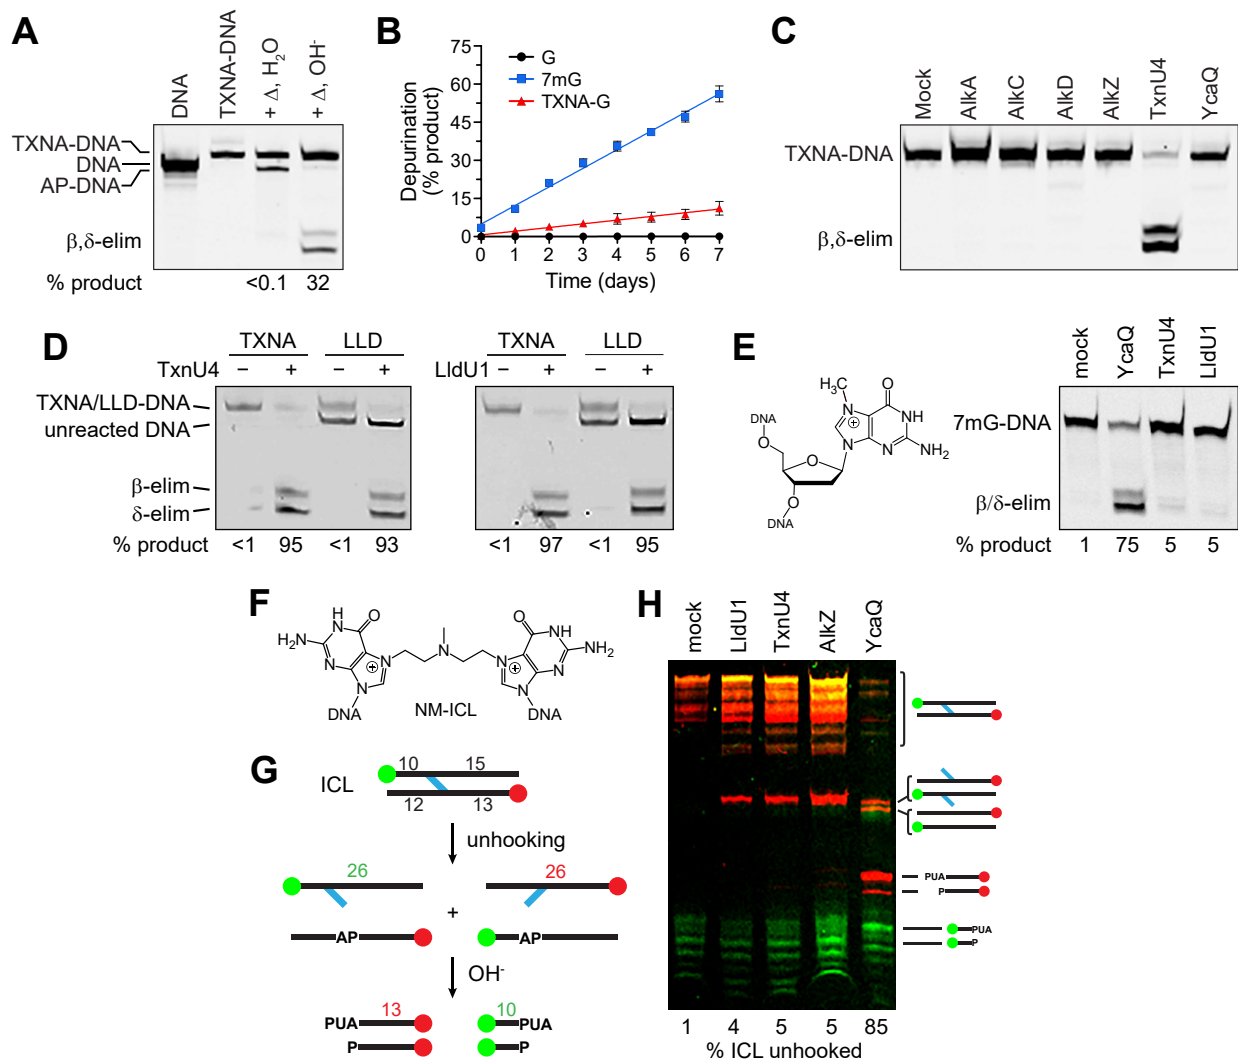 A
DNA
TXNA-DNA
+ Δ, H₂O
+ Δ, OH⁻
TXNA-DNA
DNA
AP-DNA
β,δ-elim
% product <0.1 32
B
75
60
45
30
15
0
Depurination
(% product)
G
7mG
TXNA-G
0 1 2 3 4 5 6 7
Time (days)
C
Mock
AlkA
AlkC
AlkD
AlkZ
TxnU4
YcaQ
TXNA-DNA
β,δ-elim
D
TXNA LLD
TxnU4 − + − +
TXNA/LLD-DNA
unreacted DNA
β-elim
δ-elim
% product <1 95 <1 93
TXNA LLD
LldU1 − + − +
<1 97 <1 95
E
H₃C
O
N
NH
N
N
NH₂
DNA
O
O
O
DNA
mock
YcaQ
TxnU4
LldU1
7mG-DNA
β/δ-elim
% product 1 75 5 5
F
O O
HN NH
H₂N N N N N N NH₂
N N
DNA NM-ICL DNA
G
ICL
10 15
12 13
unhooking
26 26
+
AP AP
OH⁻
13 10
PUA PUA
P P
H
mock
LldU1
TxnU4
AlkZ
YcaQ
PUA
P
PUA
P
1 4 5 5 85
% ICL unhooked